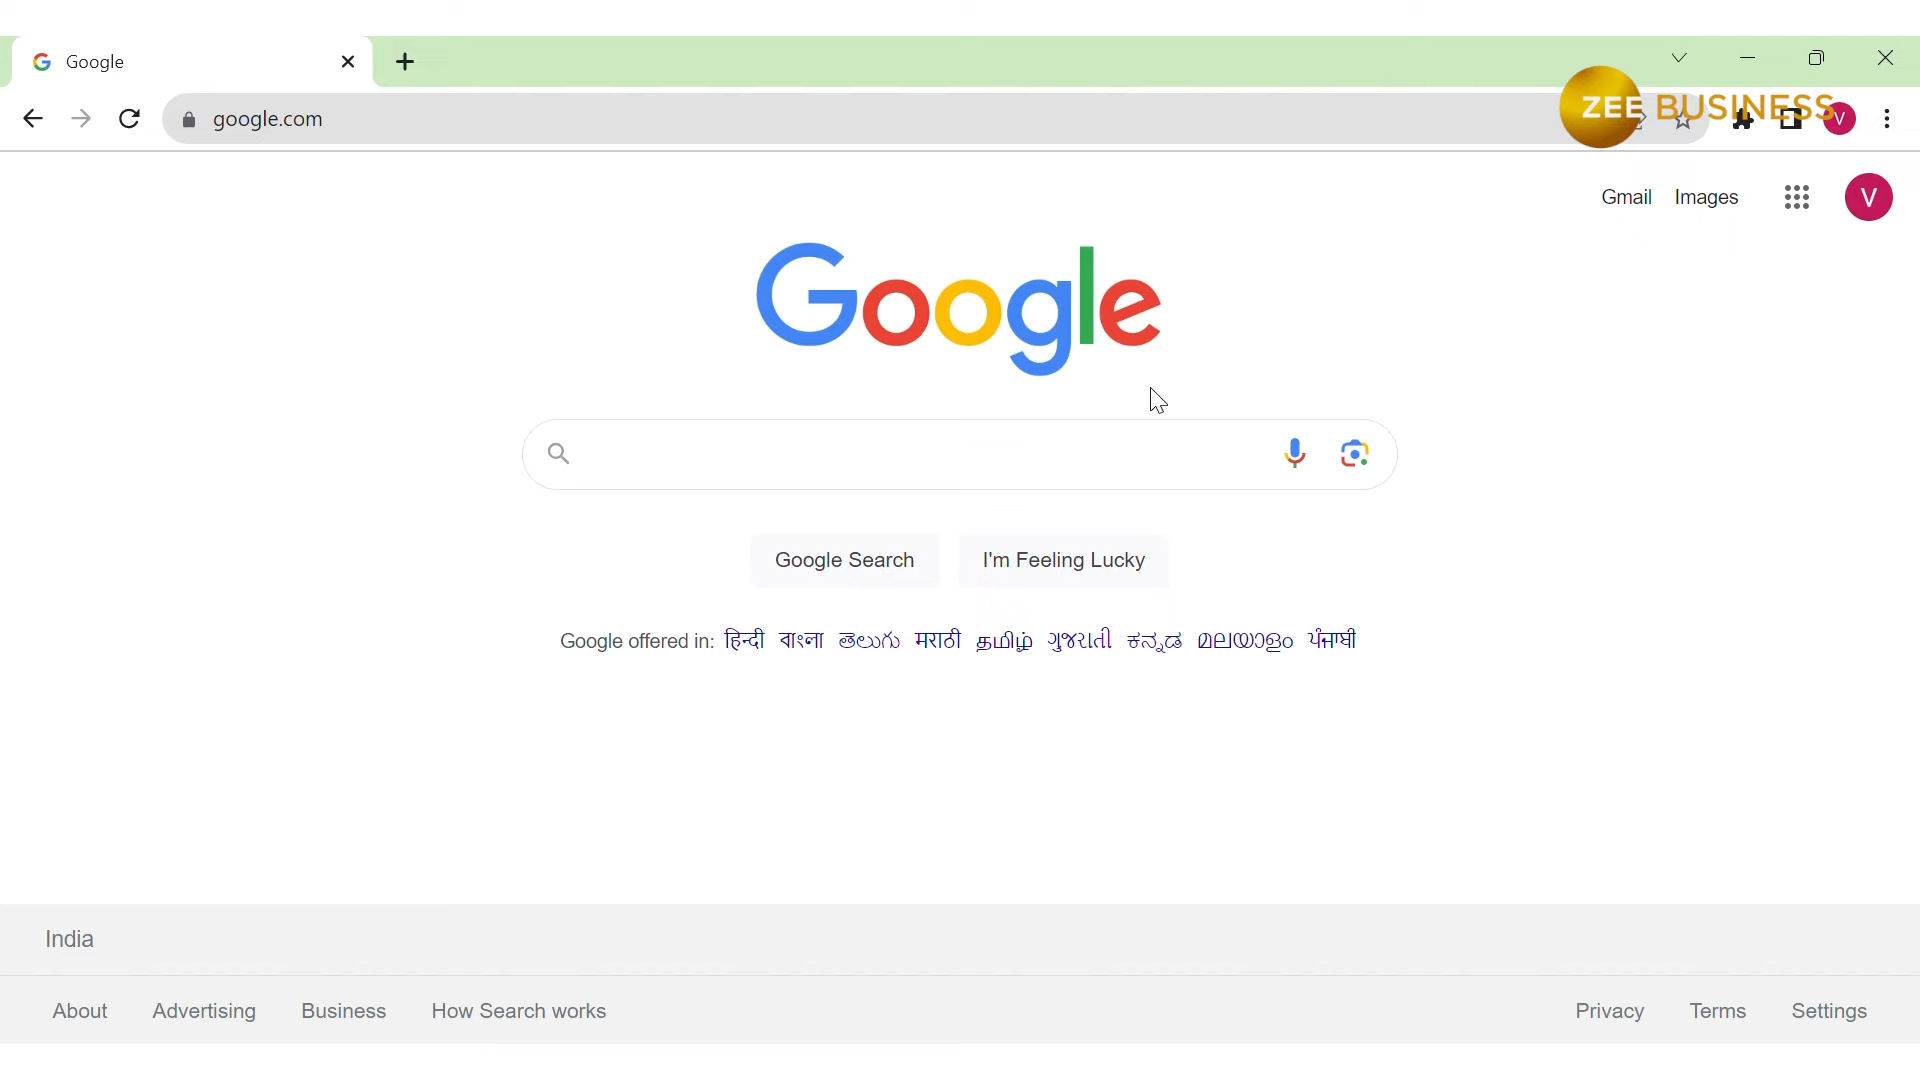 Google
google.com
ZEE BUSINESS
V
Gmail Images
V
Google
Google Search
I'm Feeling Lucky
Google offered in: हिन्दी বাংলা తెలుగు मराठी தமிழ் ગુજરાતી ಕನ್ನಡ മലയാളം ਪੰਜਾਬੀ
India
About Advertising Business How Search works
Privacy Terms Settings